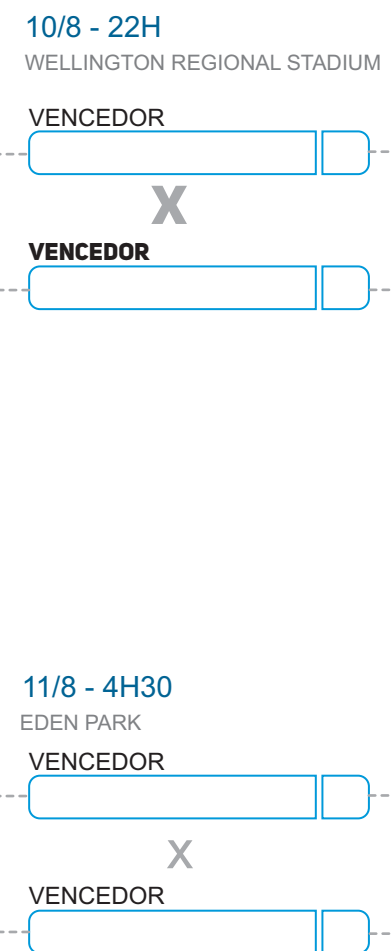 10/8 - 22H
WELLINGTON REGIONAL STADIUM
VENCEDOR
X
VENCEDOR
11/8 - 4H30
EDEN PARK
VENCEDOR
X
VENCEDOR